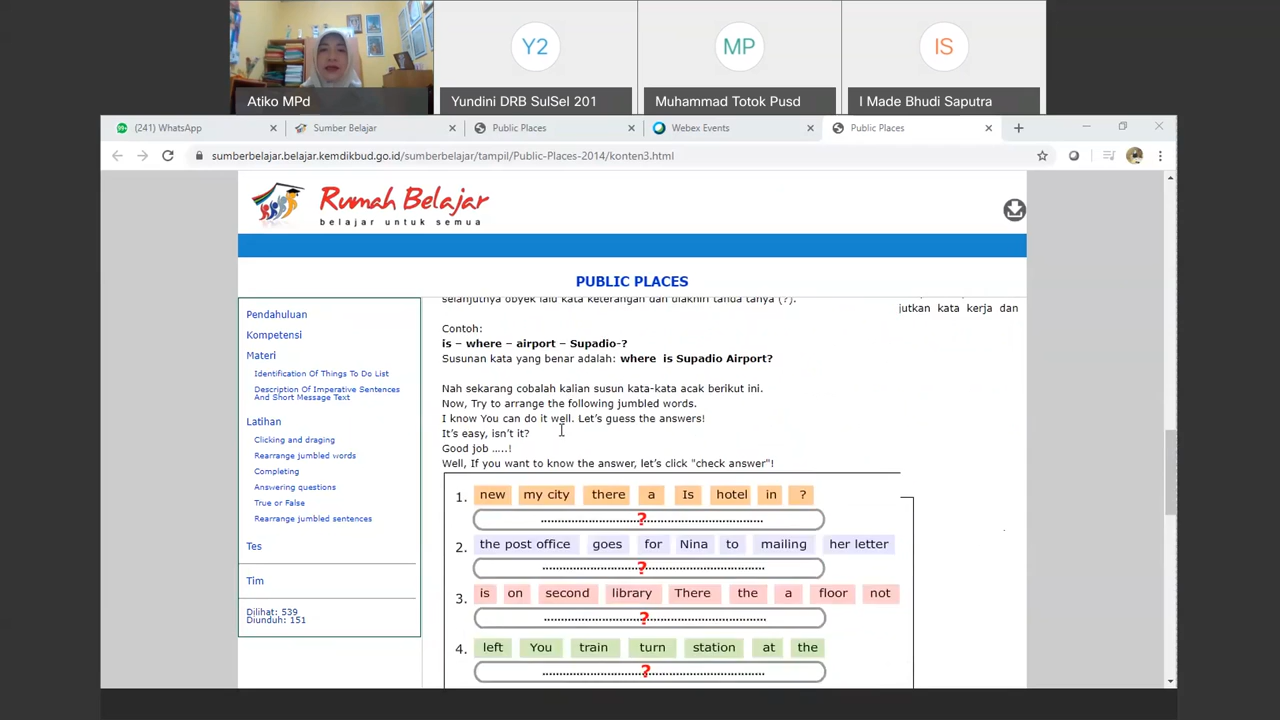 Y2
MP
IS
Atiko MPd
Yundini DRB SulSel 201
Muhammad Totok Pusd
I Made Bhudi Saputra
(241) WhatsApp
Sumber Belajar
Public Places
Webex Events
Public Places
sumberbelajar.belajar.kemdikbud.go.id/sumberbelajar/tampil/Public-Places-2014/konten3.html
Rumah Belajar
belajar untuk semua
PUBLIC PLACES
Pendahuluan
Kompetensi
Materi
Identification Of Things To Do List
Description Of Imperative Sentences
And Short Message Text
Latihan
Clicking and draging
Rearrange jumbled words
Completing
Answering questions
True or False
Rearrange jumbled sentences
Tes
Tim
Dilihat: 539
Diunduh: 151
selanjutnya obyek lalu kata keterangan dan diakhiri tanda tanya (?).
jutkan kata kerja dan
Contoh:
is – where – airport – Supadio-?
Susunan kata yang benar adalah: where is Supadio Airport?
Nah sekarang cobalah kalian susun kata-kata acak berikut ini.
Now, Try to arrange the following jumbled words.
I know You can do it well. Let's guess the answers!
It's easy, isn't it?
Good job .....!
Well, If you want to know the answer, let's click "check answer"!
1. new my city there a Is hotel in ?
?
2. the post office goes for Nina to mailing her letter
?
3. is on second library There the a floor not
?
4. left You train turn station at the
?